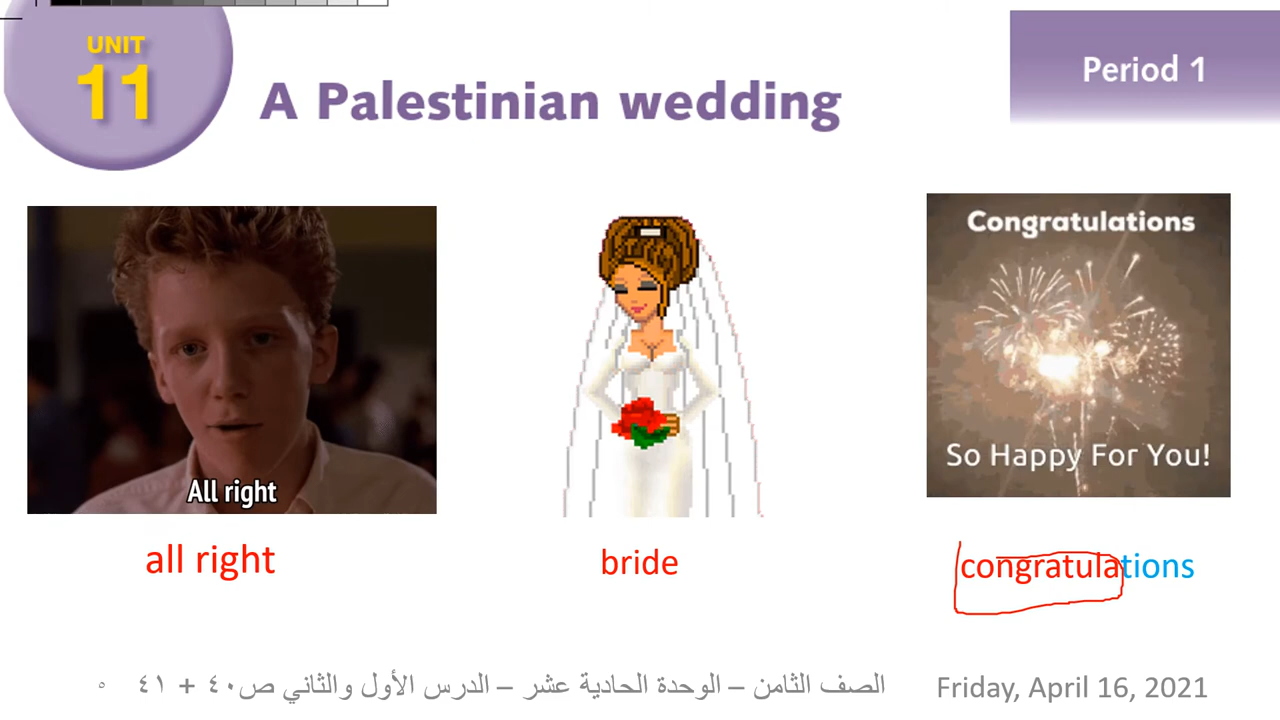 UNIT
11
A Palestinian wedding
Period 1
All right
Congratulations
So Happy For You!
all right
bride
congratulations
الصف الثامن – الوحدة الحادية عشر – الدرس الأول والثاني ص٤٠ + ٤١
٥
Friday, April 16, 2021